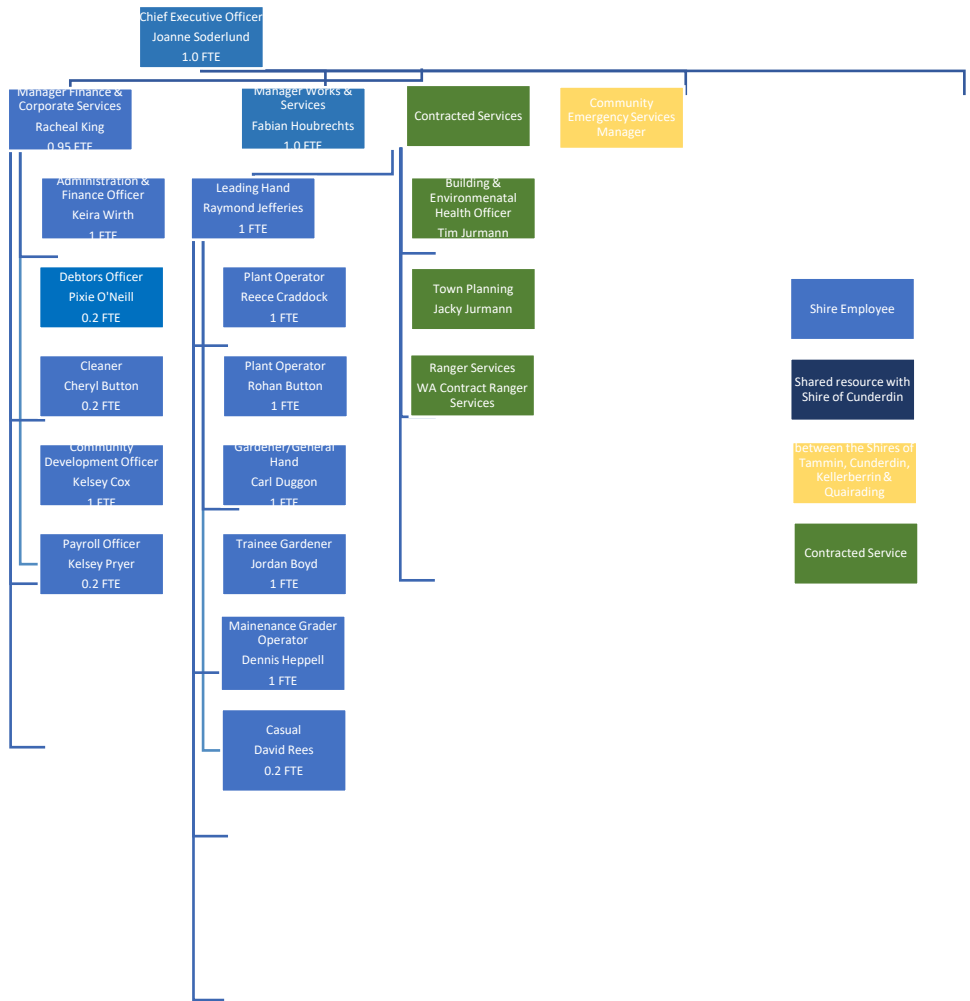 Chief Executive Officer
Joanne Soderlund
1.0 FTE
Manager Finance &
Corporate Services
Racheal King
0.95 FTE
Manager Works &
Services
Fabian Houbrechts
1.0 FTE
Contracted Services
Community
Emergency Services
Manager
Administration &
Finance Officer
Keira Wirth
1 FTE
Debtors Officer
Pixie O'Neill
0.2 FTE
Cleaner
Cheryl Button
0.2 FTE
Community
Development Officer
Kelsey Cox
1 FTE
Payroll Officer
Kelsey Pryer
0.2 FTE
Leading Hand
Raymond Jefferies
1 FTE
Plant Operator
Reece Craddock
1 FTE
Plant Operator
Rohan Button
1 FTE
Gardener/General
Hand
Carl Duggon
1 FTE
Trainee Gardener
Jordan Boyd
1 FTE
Mainenance Grader
Operator
Dennis Heppell
1 FTE
Casual
David Rees
0.2 FTE
Building &
Environmenatal
Health Officer
Tim Jurmann
Town Planning
Jacky Jurmann
Ranger Services
WA Contract Ranger
Services
Shire Employee
Shared resource with
Shire of Cunderdin
between the Shires of
Tammin, Cunderdin,
Kellerberrin &
Quairading
Contracted Service